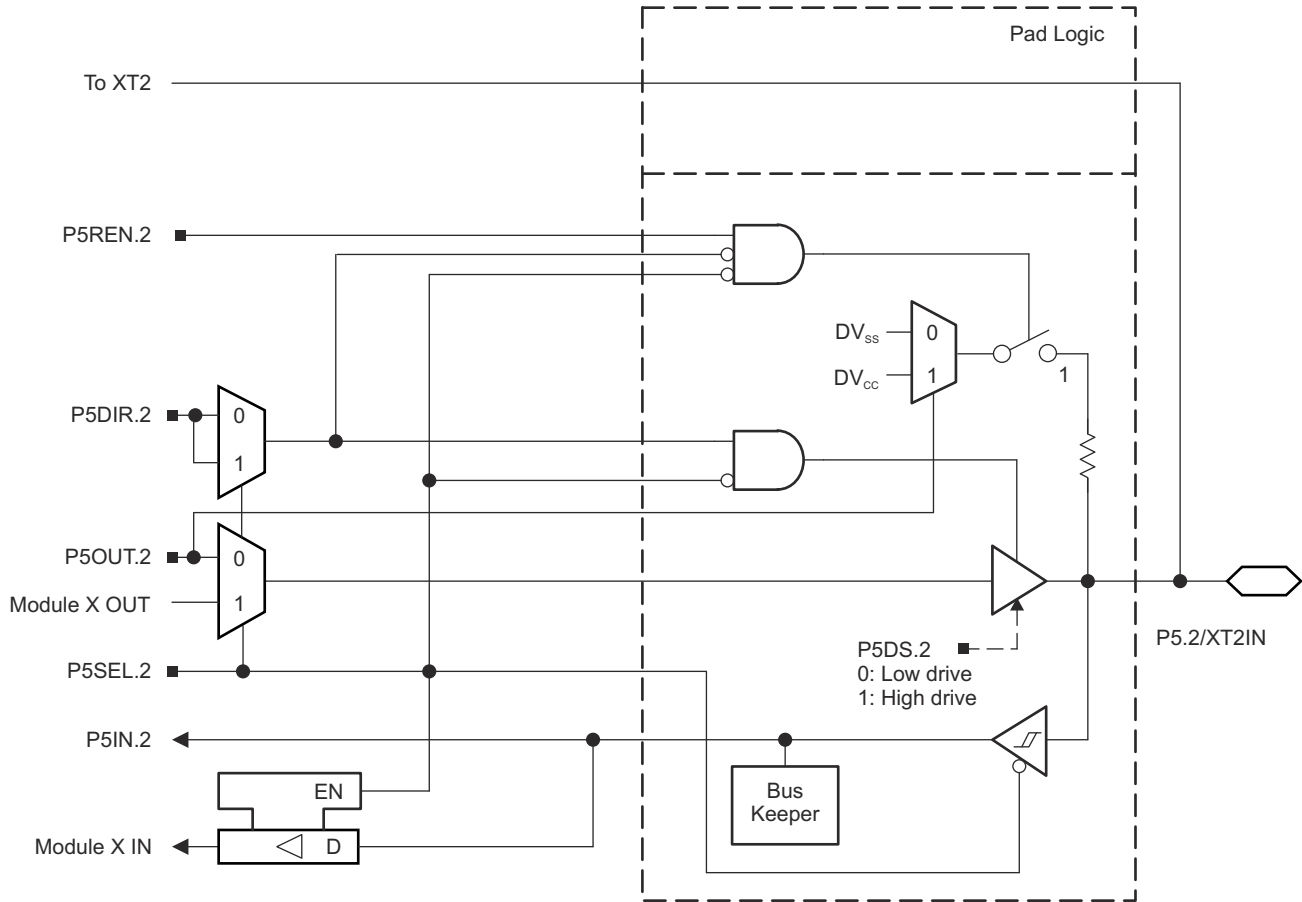 Pad Logic
To XT2
P5REN.2
DVSS
0
DVCC
1
1
P5DIR.2
0
1
P5OUT.2
0
Module X OUT
1
P5SEL.2
P5DS.2
0: Low drive
1: High drive
P5.2/XT2IN
P5IN.2
EN
Bus
Keeper
Module X IN
D